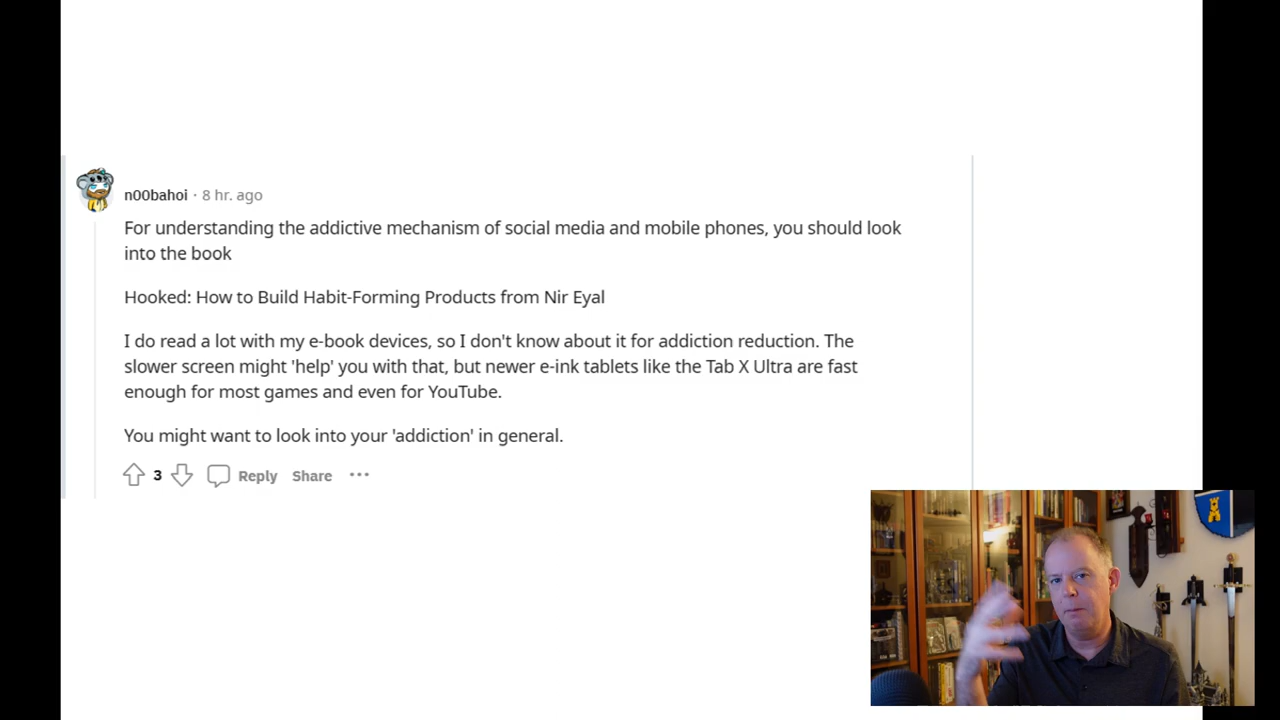 n00bahoi · 8 hr. ago
For understanding the addictive mechanism of social media and mobile phones, you should look
into the book
Hooked: How to Build Habit-Forming Products from Nir Eyal
I do read a lot with my e-book devices, so I don't know about it for addiction reduction. The
slower screen might 'help' you with that, but newer e-ink tablets like the Tab X Ultra are fast
enough for most games and even for YouTube.
You might want to look into your 'addiction' in general.
3 Reply Share ···